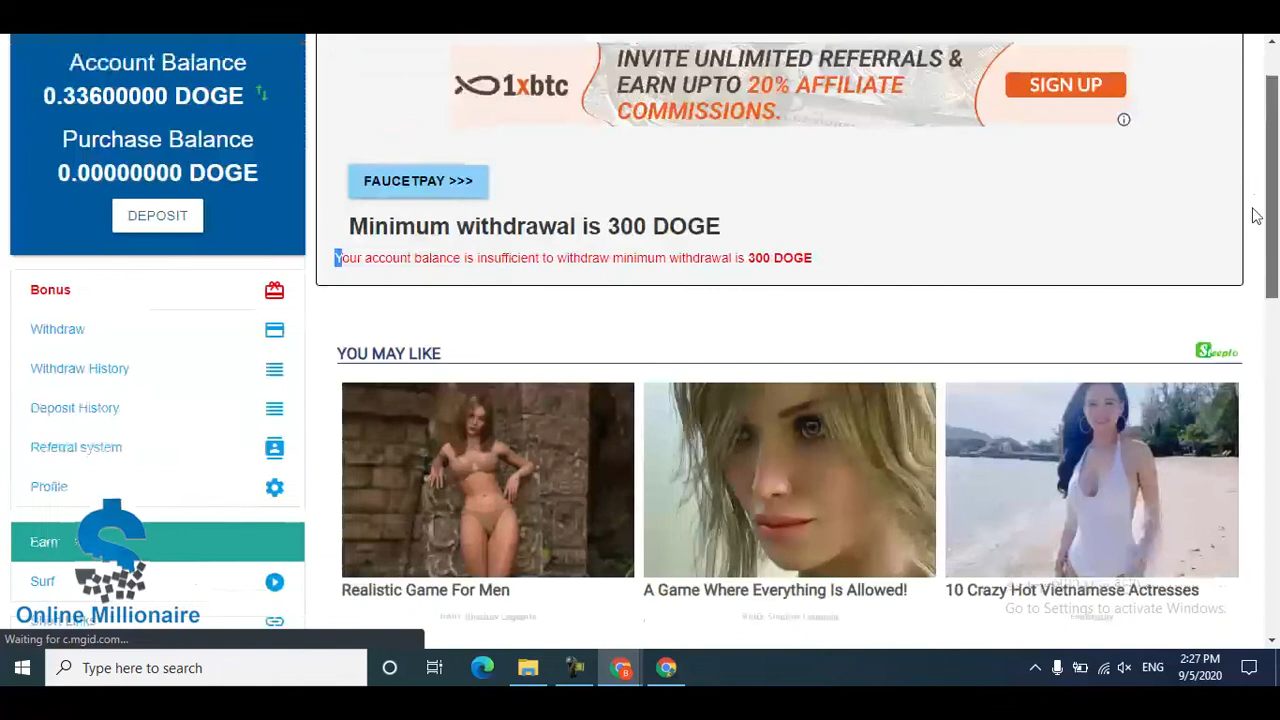 Account Balance
0.33600000 DOGE
Purchase Balance
0.00000000 DOGE
DEPOSIT
Bonus
Withdraw
Withdraw History
Deposit History
Referral system
Profile
Earn
Surf
Short Links
Online Millionaire
Waiting for c.mgid.com...
1xbtc
INVITE UNLIMITED REFERRALS &
EARN UPTO 20% AFFILIATE
COMMISSIONS.
SIGN UP
FAUCETPAY >>>
Minimum withdrawal is 300 DOGE
Your account balance is insufficient to withdraw minimum withdrawal is 300 DOGE
YOU MAY LIKE
Realistic Game For Men
A Game Where Everything Is Allowed!
10 Crazy Hot Vietnamese Actresses
Go to Settings to activate Windows.
Type here to search
ENG
2:27 PM
9/5/2020